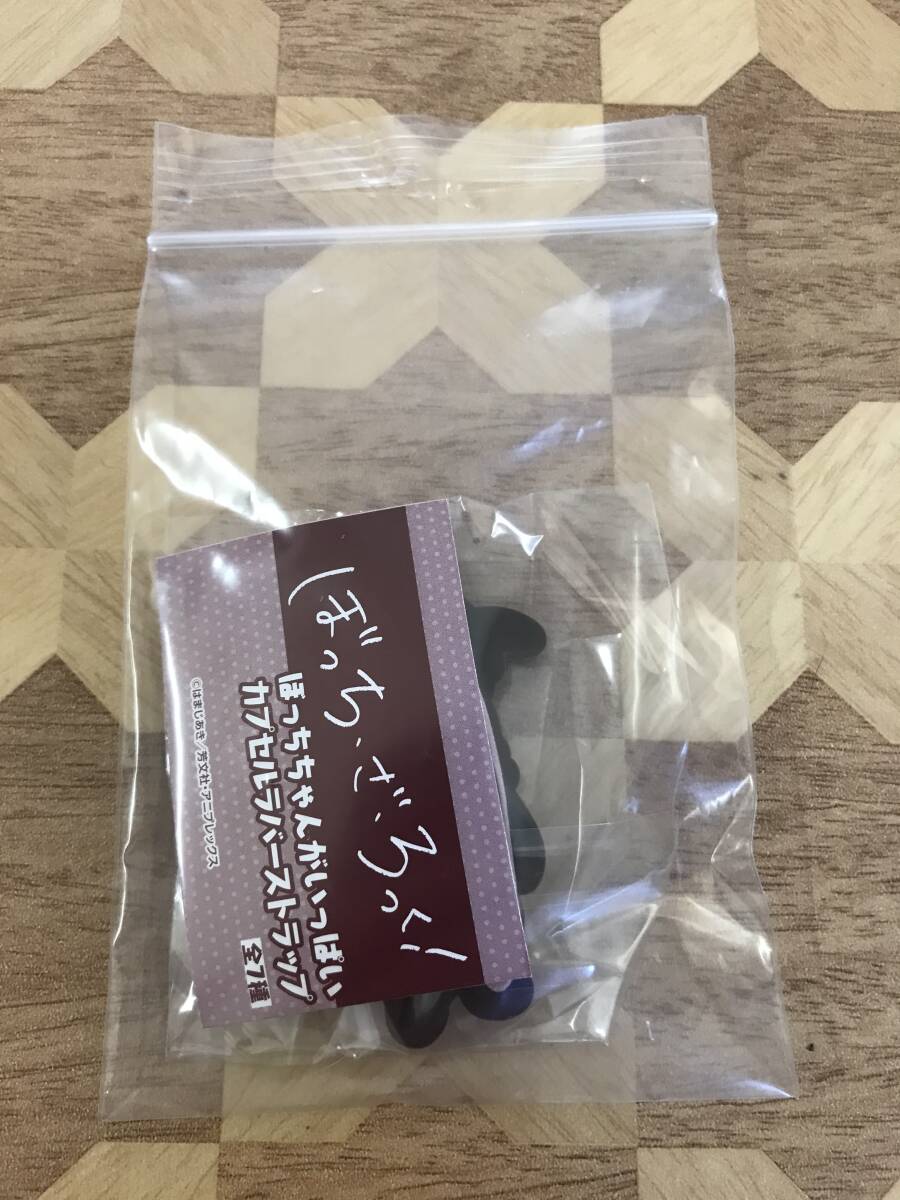 ぼっち・ざ・ろっく!
ぼっちちゃんがいっぱい
カプセルラバーストラップ
全7種
©はまじあき/芳文社・アニプレックス